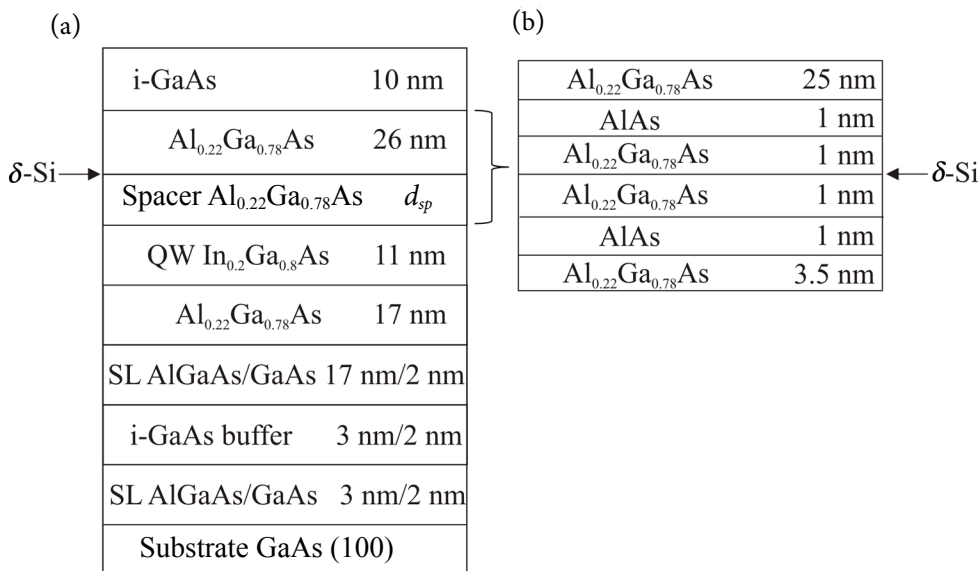 (a)
i-GaAs 10 nm
Al0.22Ga0.78As 26 nm
δ-Si
Spacer Al0.22Ga0.78As dsp
QW In0.2Ga0.8As 11 nm
Al0.22Ga0.78As 17 nm
SL AlGaAs/GaAs 17 nm/2 nm
i-GaAs buffer 3 nm/2 nm
SL AlGaAs/GaAs 3 nm/2 nm
Substrate GaAs (100)
(b)
Al0.22Ga0.78As 25 nm
AlAs 1 nm
Al0.22Ga0.78As 1 nm
δ-Si
Al0.22Ga0.78As 1 nm
AlAs 1 nm
Al0.22Ga0.78As 3.5 nm